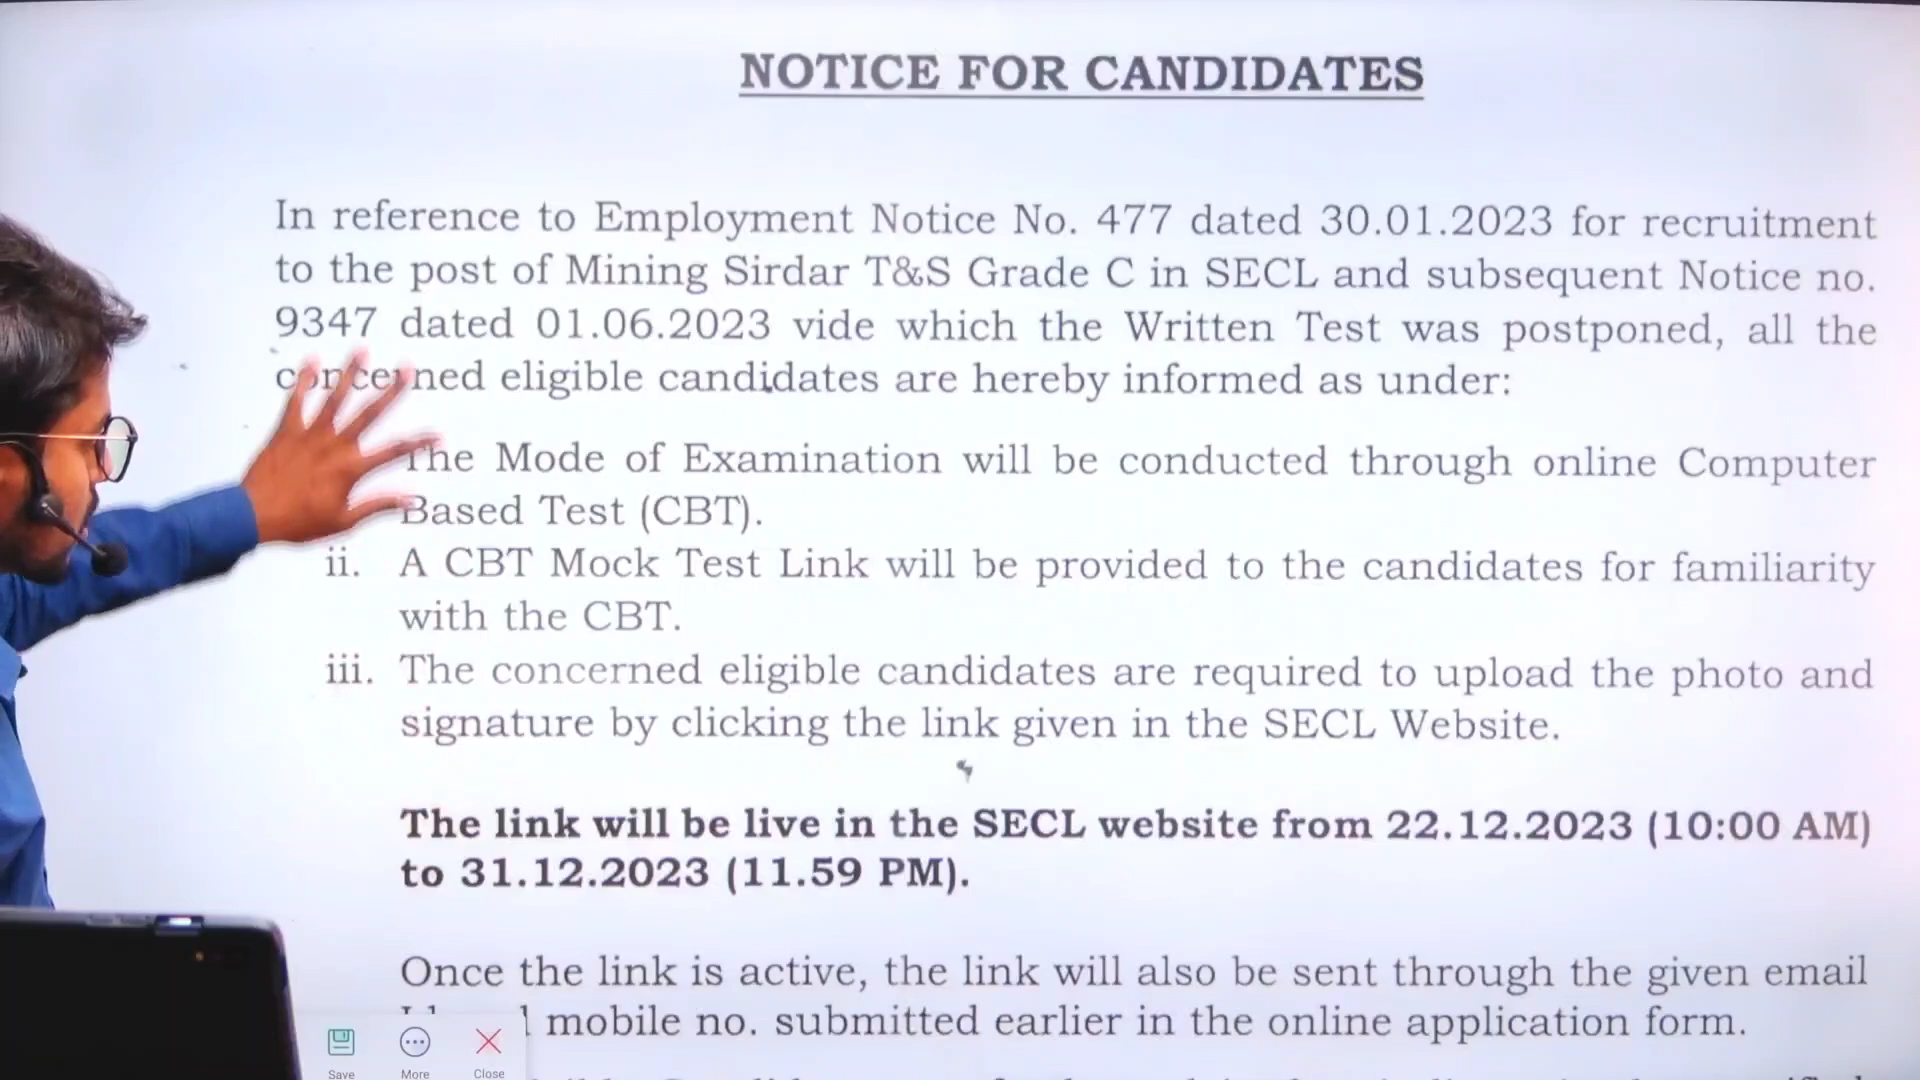 NOTICE FOR CANDIDATES
In reference to Employment Notice No. 477 dated 30.01.2023 for recruitment
to the post of Mining Sirdar T&S Grade C in SECL and subsequent Notice no.
9347 dated 01.06.2023 vide which the Written Test was postponed, all the
concerned eligible candidates are hereby informed as under:
The Mode of Examination will be conducted through online Computer
Based Test (CBT).
ii. A CBT Mock Test Link will be provided to the candidates for familiarity
with the CBT.
iii. The concerned eligible candidates are required to upload the photo and
signature by clicking the link given in the SECL Website.
The link will be live in the SECL website from 22.12.2023 (10:00 AM)
to 31.12.2023 (11.59 PM).
Once the link is active, the link will also be sent through the given email
mobile no. submitted earlier in the online application form.
Save More Close